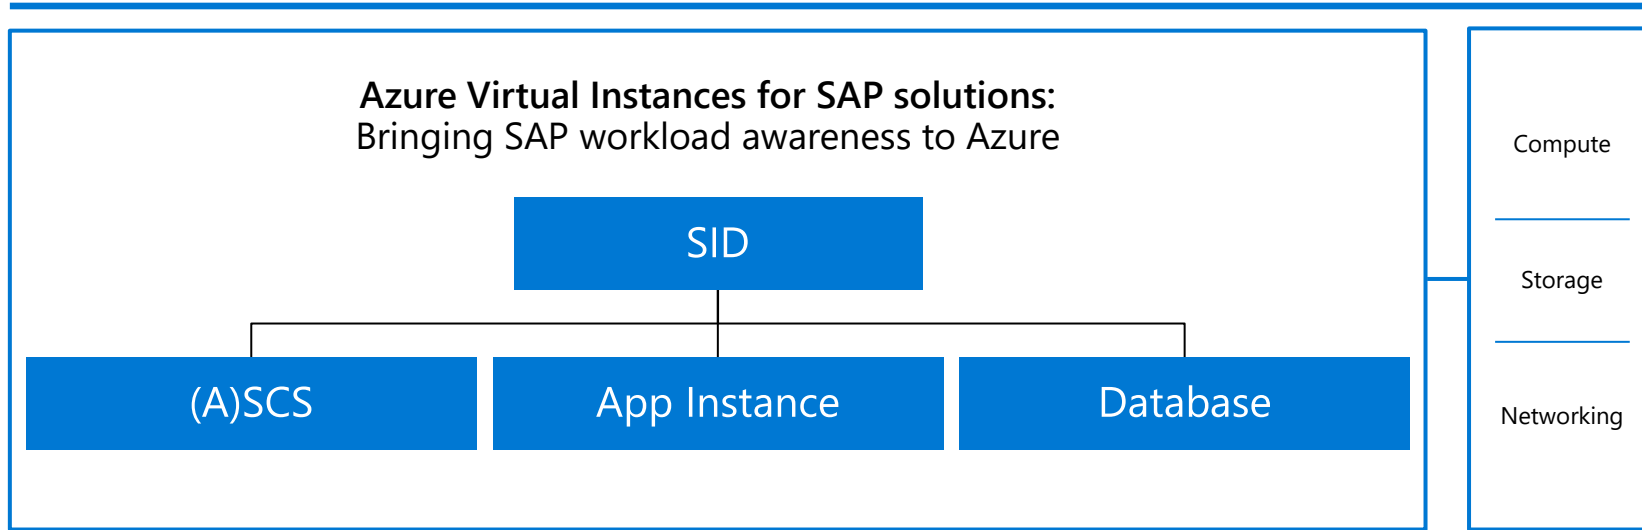 Azure Virtual Instances for SAP solutions:
Bringing SAP workload awareness to Azure
SID
(A)SCS
App Instance
Database
Compute
Storage
Networking